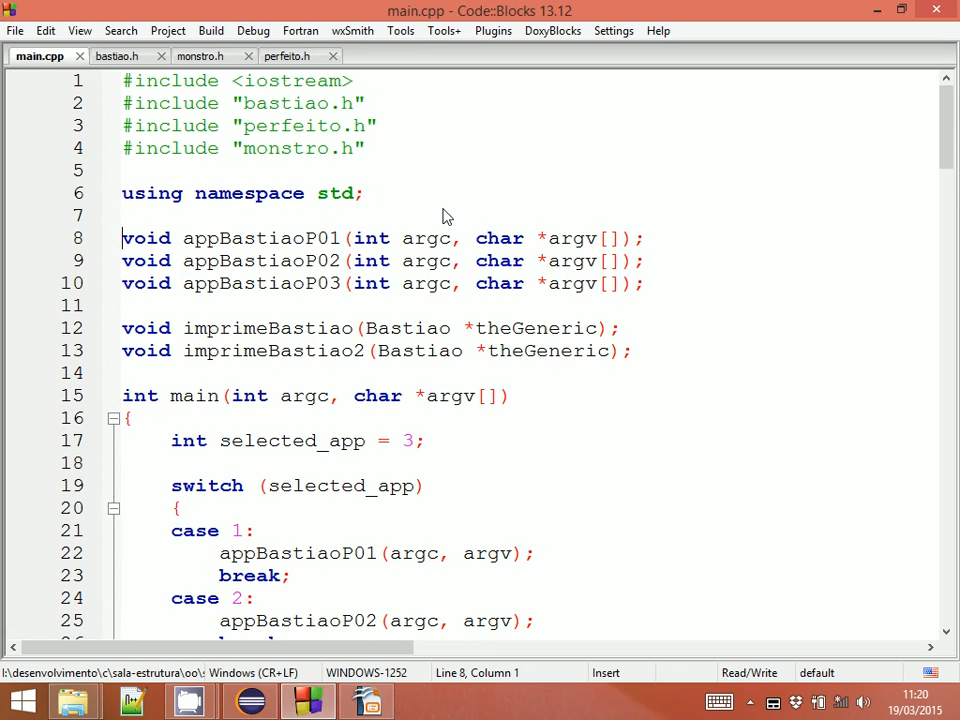 main.cpp - Code::Blocks 13.12
File Edit View Search Project Build Debug Fortran wxSmith Tools Tools+ Plugins DoxyBlocks Settings Help
main.cpp bastiao.h monstro.h perfeito.h
1 #include <iostream>
2 #include "bastiao.h"
3 #include "perfeito.h"
4 #include "monstro.h"
5
6 using namespace std;
7
8 void appBastiaoP01(int argc, char *argv[]);
9 void appBastiaoP02(int argc, char *argv[]);
10 void appBastiaoP03(int argc, char *argv[]);
11
12 void imprimeBastiao(Bastiao *theGeneric);
13 void imprimeBastiao2(Bastiao *theGeneric);
14
15 int main(int argc, char *argv[])
16 {
17 int selected_app = 3;
18
19 switch (selected_app)
20 {
21 case 1:
22 appBastiaoP01(argc, argv);
23 break;
24 case 2:
25 appBastiaoP02(argc, argv);
l:\desenvolvimento\c\sala-estrutura\oo\s Windows (CR+LF) WINDOWS-1252 Line 8, Column 1 Insert Read/Write default
11:20
19/03/2015